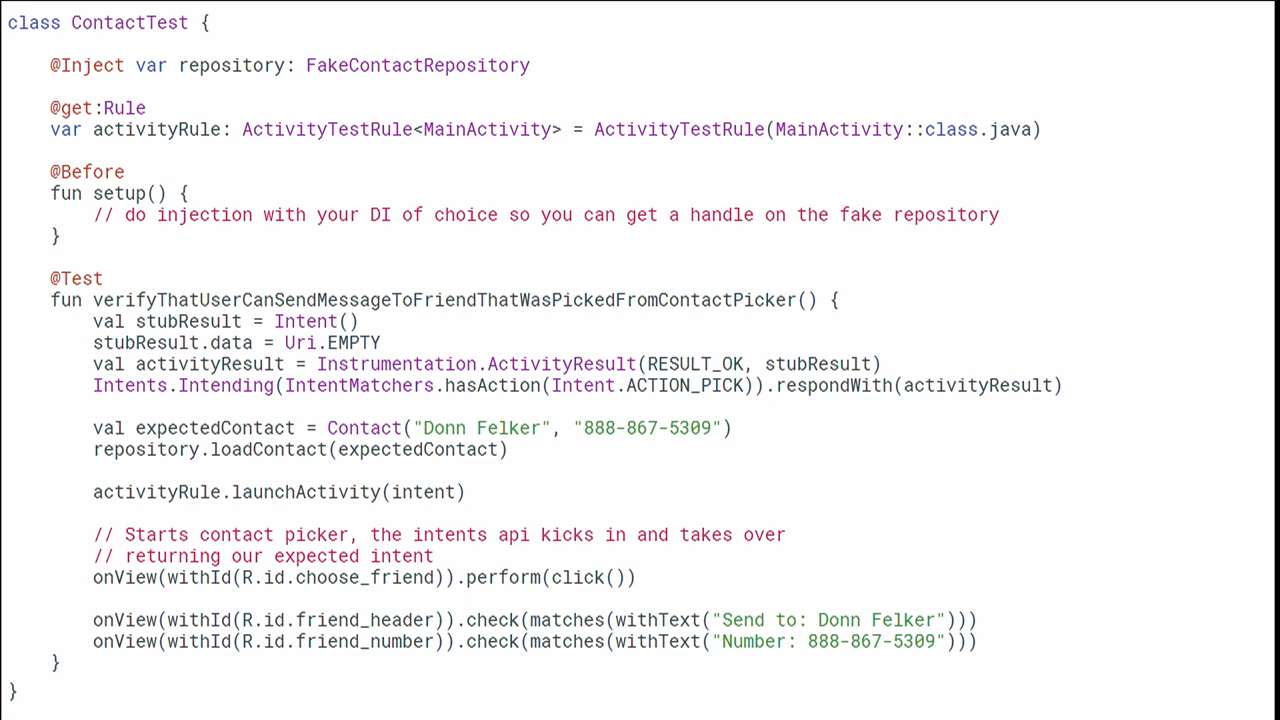 class ContactTest {
@Inject var repository: FakeContactRepository
@get:Rule
var activityRule: ActivityTestRule<MainActivity> = ActivityTestRule(MainActivity::class.java)
@Before
fun setup() {
// do injection with your DI of choice so you can get a handle on the fake repository
}
@Test
fun verifyThatUserCanSendMessageToFriendThatWasPickedFromContactPicker() {
val stubResult = Intent()
stubResult.data = Uri.EMPTY
val activityResult = Instrumentation.ActivityResult(RESULT_OK, stubResult)
Intents.Intending(IntentMatchers.hasAction(Intent.ACTION_PICK)).respondWith(activityResult)
val expectedContact = Contact("Donn Felker", "888-867-5309")
repository.loadContact(expectedContact)
activityRule.launchActivity(intent)
// Starts contact picker, the intents api kicks in and takes over
// returning our expected intent
onView(withId(R.id.choose_friend)).perform(click())
onView(withId(R.id.friend_header)).check(matches(withText("Send to: Donn Felker")))
onView(withId(R.id.friend_number)).check(matches(withText("Number: 888-867-5309")))
}
}